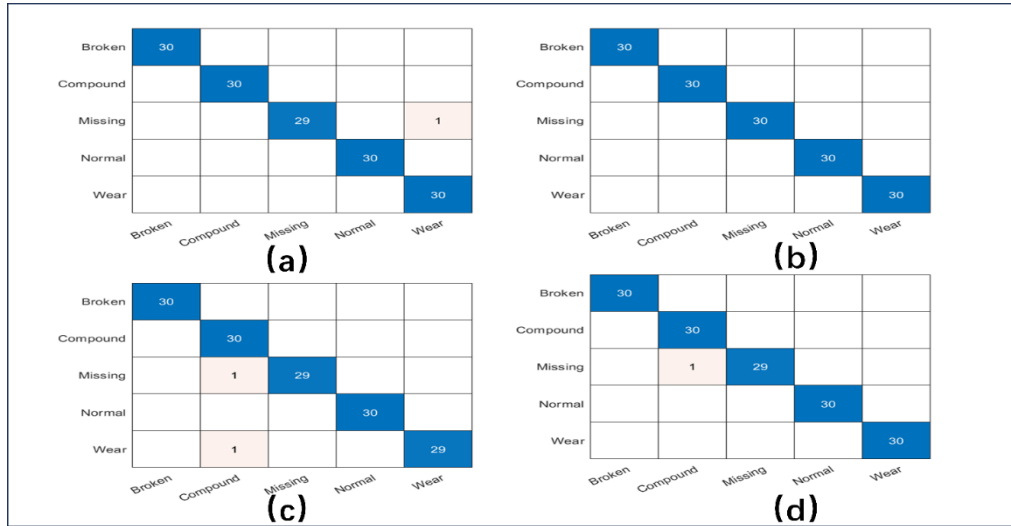 Broken 30
Compound 30
Missing 29 1
Normal 30
Wear 30
Broken Compound Missing Normal Wear
(a)
Broken 30
Compound 30
Missing 30
Normal 30
Wear 30
Broken Compound Missing Normal Wear
(b)
Broken 30
Compound 30
Missing 1 29
Normal 30
Wear 1 29
Broken Compound Missing Normal Wear
(c)
Broken 30
Compound 30
Missing 1 29
Normal 30
Wear 30
Broken Compound Missing Normal Wear
(d)